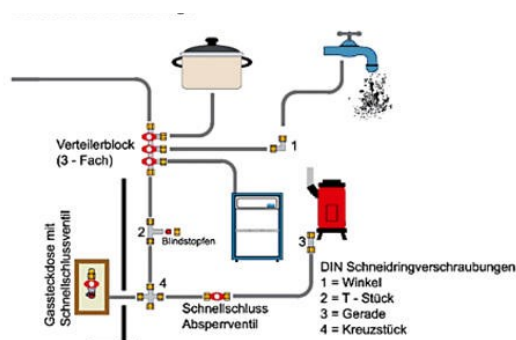 Verteilerblock
(3 - Fach)
1
2
Blindstopfen
3
Gassteckdose mit
Schnellschlussventil
4
Schnellschluss
Absperrventil
DIN Schneidringverschraubungen
1 = Winkel
2 = T - Stück
3 = Gerade
4 = Kreuzstück